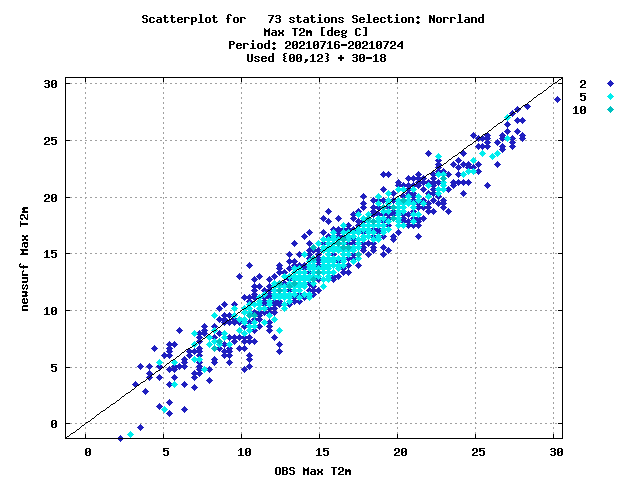 Scatterplot for   73 stations Selection: Norrland
Max T2m [deg C]
Period: 20210716-20210724
Used {00,12} + 30-18
2
5
10
30
25
20
15
10
5
0
newsurf Max T2m
0 5 10 15 20 25 30
OBS Max T2m